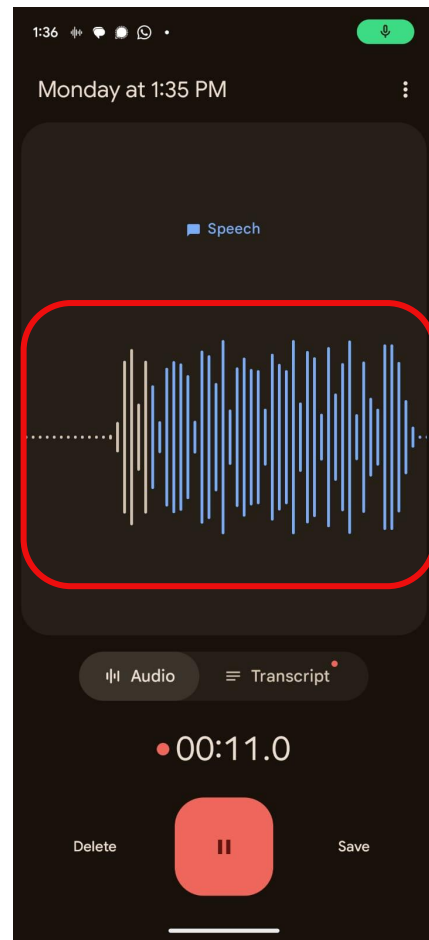 1:36
Monday at 1:35 PM
Speech
Audio
Transcript
00:11.0
Delete
Save